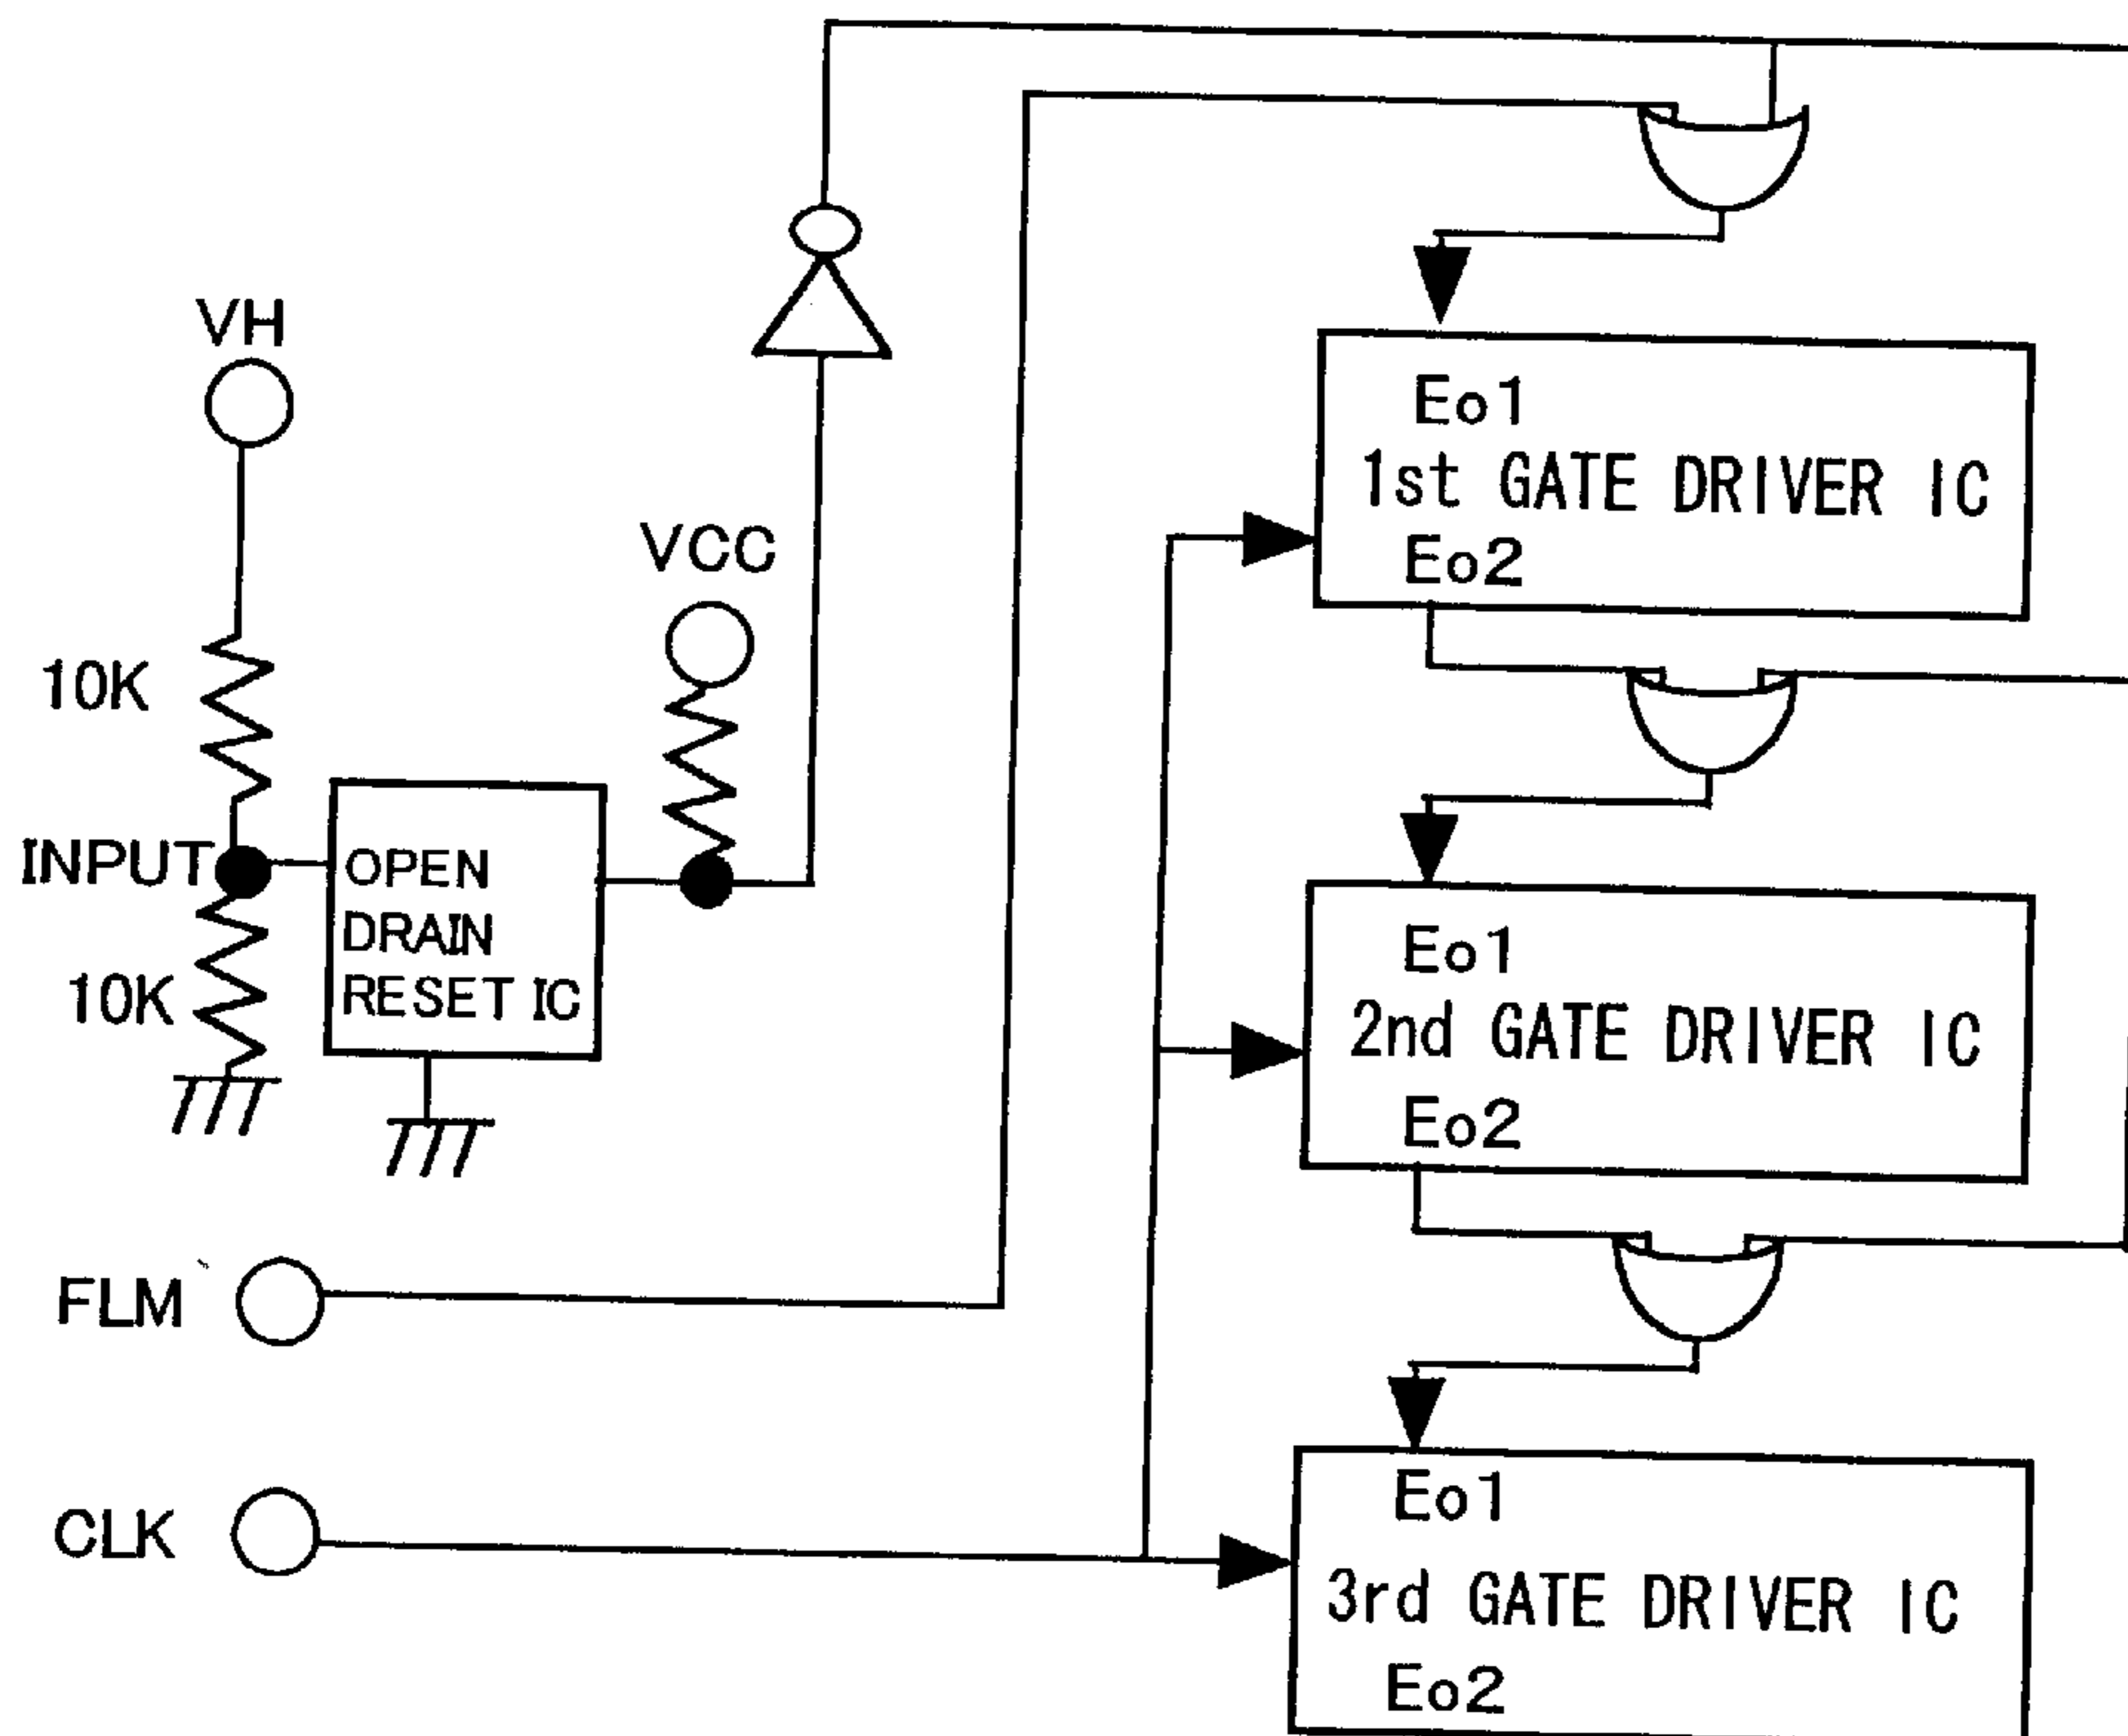 VH
10K
INPUT
10K
OPEN
DRAIN
RESET IC
VCC
FLM
CLK
Eo1
1st GATE DRIVER IC
Eo2
Eo1
2nd GATE DRIVER IC
Eo2
Eo1
3rd GATE DRIVER IC
Eo2